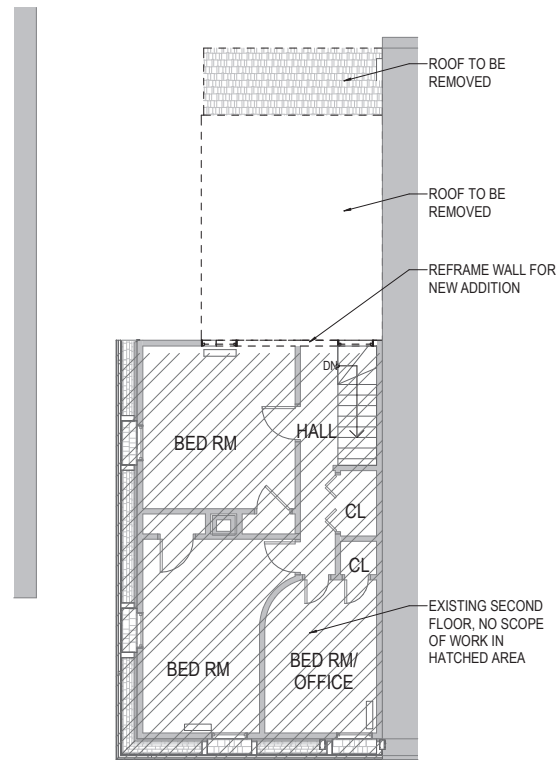 ROOF TO BE
REMOVED
ROOF TO BE
REMOVED
REFRAME WALL FOR
NEW ADDITION
DN
HALL
BED RM
CL
CL
EXISTING SECOND
FLOOR, NO SCOPE
OF WORK IN
HATCHED AREA
BED RM
BED RM/
OFFICE